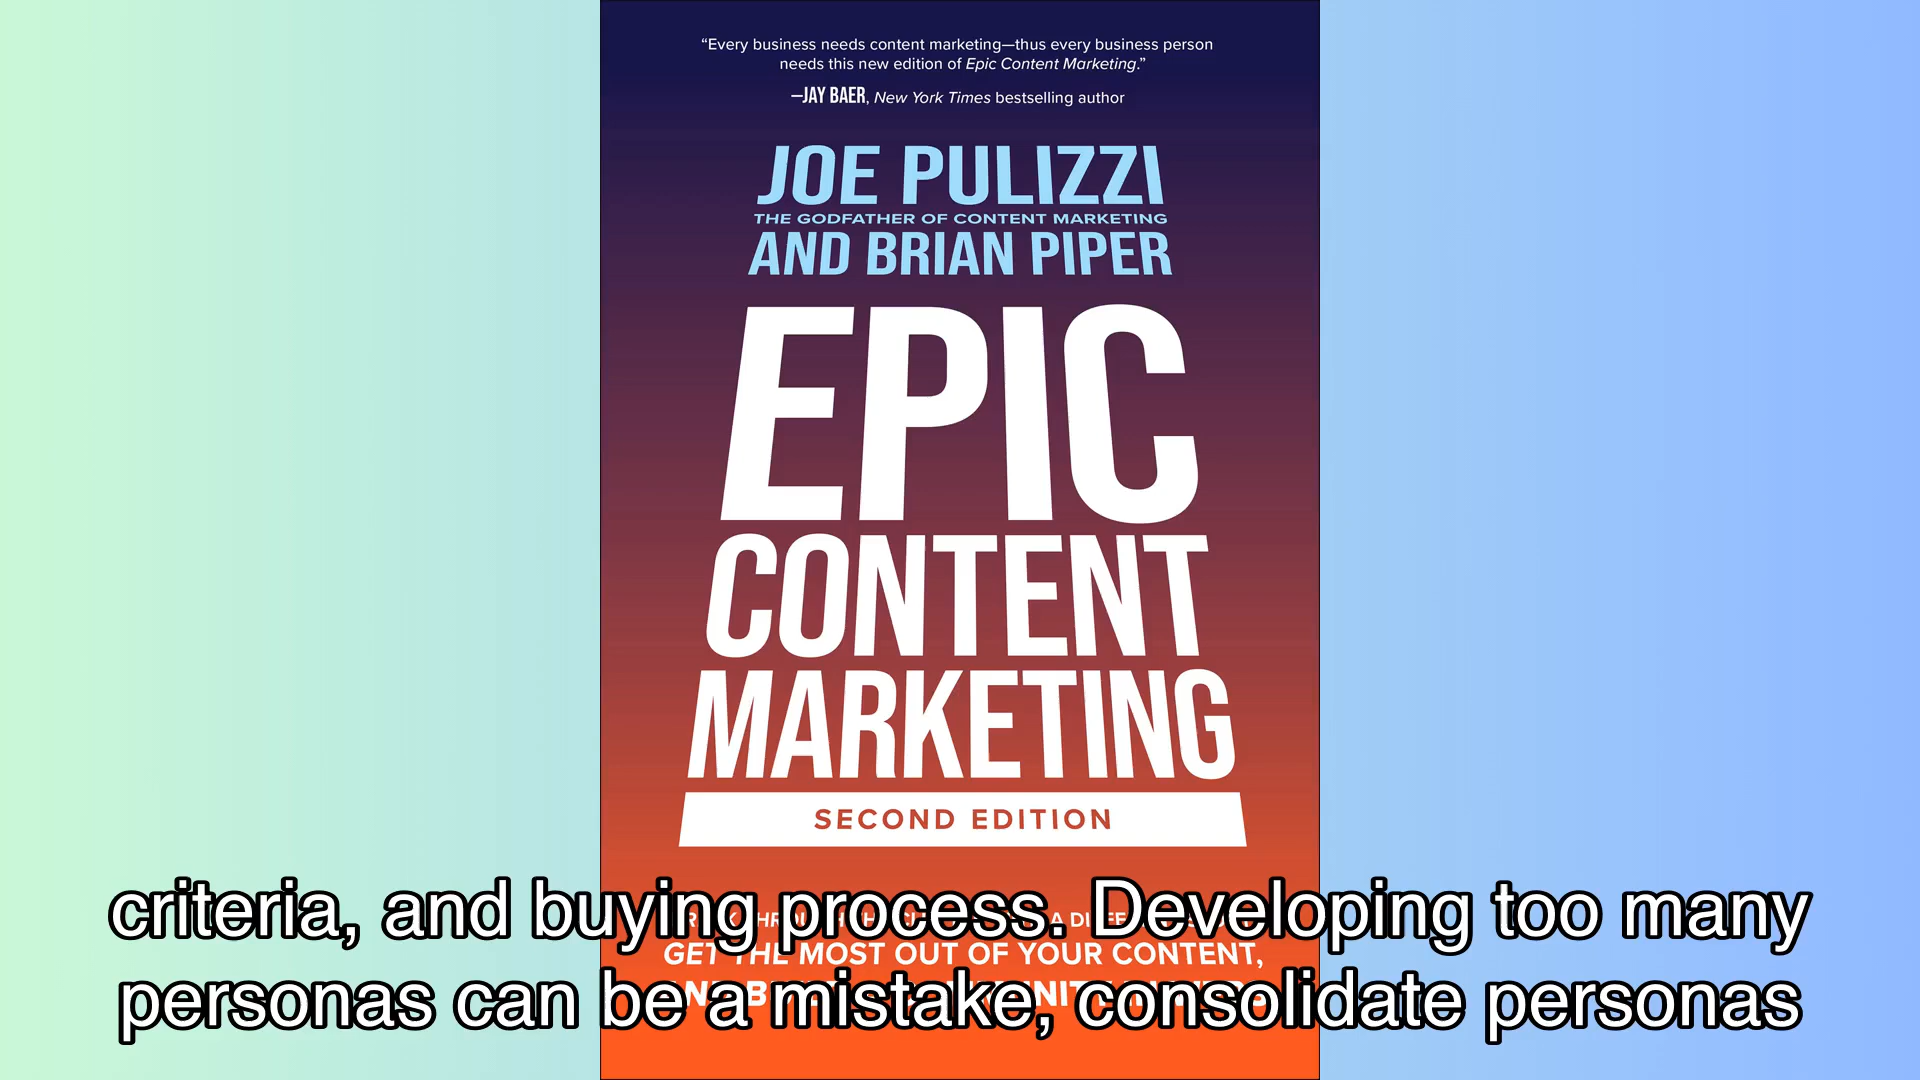 “Every business needs content marketing—thus every business person
needs this new edition of Epic Content Marketing.”
—JAY BAER, New York Times bestselling author
JOE PULIZZI
THE GODFATHER OF CONTENT MARKETING
AND BRIAN PIPER
EPIC
CONTENT
MARKETING
SECOND EDITION
criteria, and buying process. Developing too many
GET THE MOST OUT OF YOUR CONTENT,
personas can be a mistake, consolidate personas